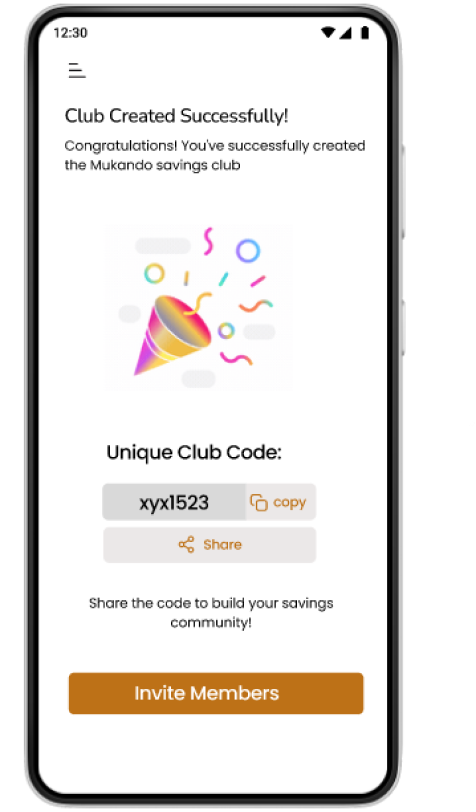 12:30
Club Created Successfully!
Congratulations! You've successfully created
the Mukando savings club
Unique Club Code:
xyx1523 copy
Share
Share the code to build your savings
community!
Invite Members